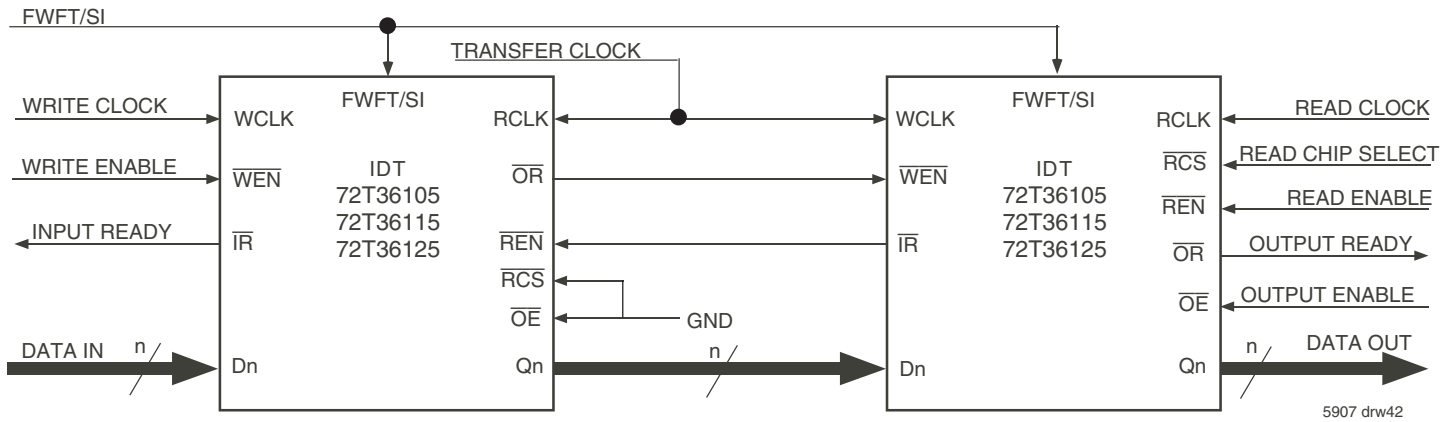 FWFT/SI
TRANSFER CLOCK
WRITE CLOCK
WRITE ENABLE
INPUT READY
DATA IN
n
FWFT/SI
WCLK
RCLK
WEN
IDT
72T36105
72T36115
72T36125
OR
IR
REN
RCS
OE
Dn
Qn
GND
n
FWFT/SI
WCLK
RCLK
WEN
IDT
72T36105
72T36115
72T36125
RCS
REN
IR
OR
OE
Dn
Qn
READ CLOCK
READ CHIP SELECT
READ ENABLE
OUTPUT READY
OUTPUT ENABLE
n
DATA OUT
5907 drw42